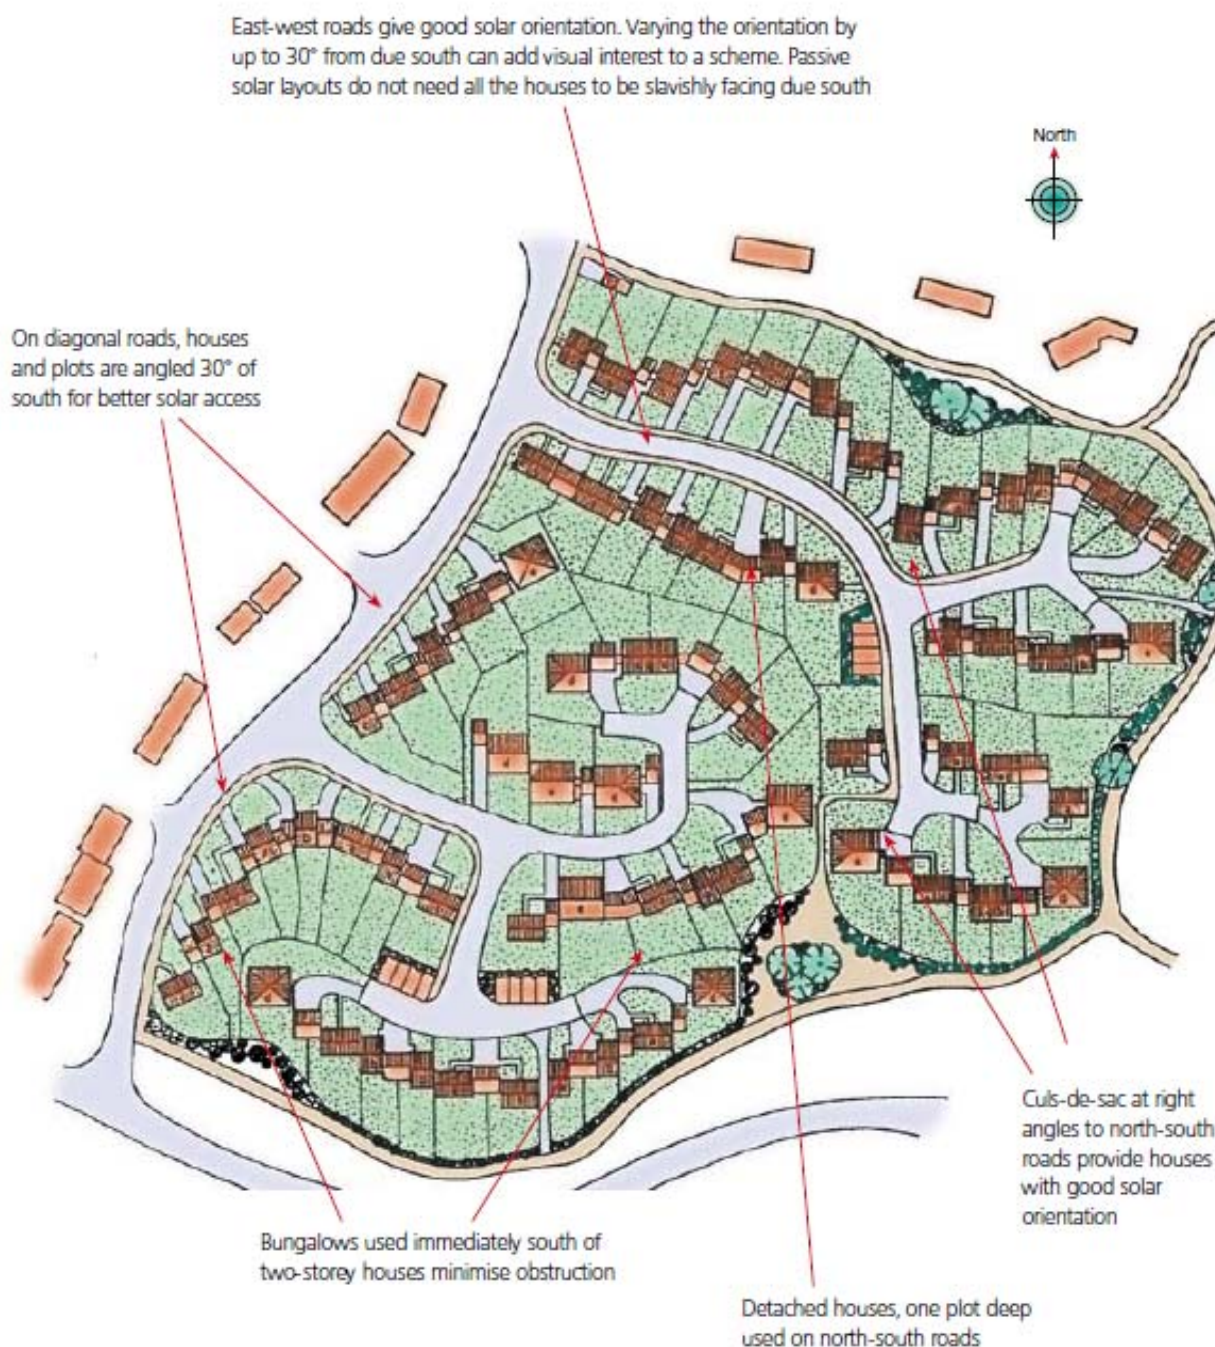 East-west roads give good solar orientation. Varying the orientation by
up to 30° from due south can add visual interest to a scheme. Passive
solar layouts do not need all the houses to be slavishly facing due south
North
On diagonal roads, houses
and plots are angled 30° of
south for better solar access
Culs-de-sac at right
angles to north-south
roads provide houses
with good solar
orientation
Bungalows used immediately south of
two-storey houses minimise obstruction
Detached houses, one plot deep
used on north-south roads